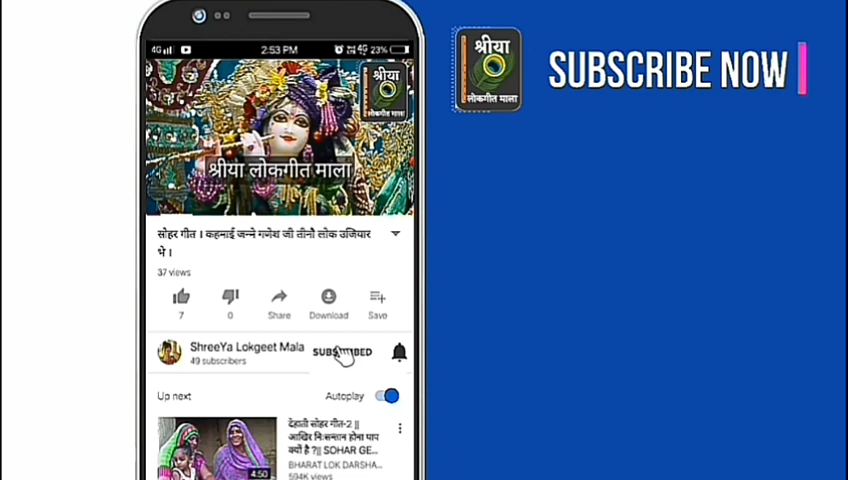 4G 2:53 PM 4G 23%
श्रीया
लोकगीत माला
श्रीया लोकगीत माला
सोहर गीत । कहमाई जन्मे गणेश जी तीनौ लोक उजियार
भे ।
37 views
7 0 Share Download Save
ShreeYa Lokgeet Mala
49 subscribers
SUBSCRIBED
Up next Autoplay
देहाती सोहर गीत-2 ||
आखिर निःसन्तान होना पाप
क्यों है ?|| SOHAR GE...
BHARAT LOK DARSHA...
594K views
4:50
श्रीया
लोकगीत माला
SUBSCRIBE NOW